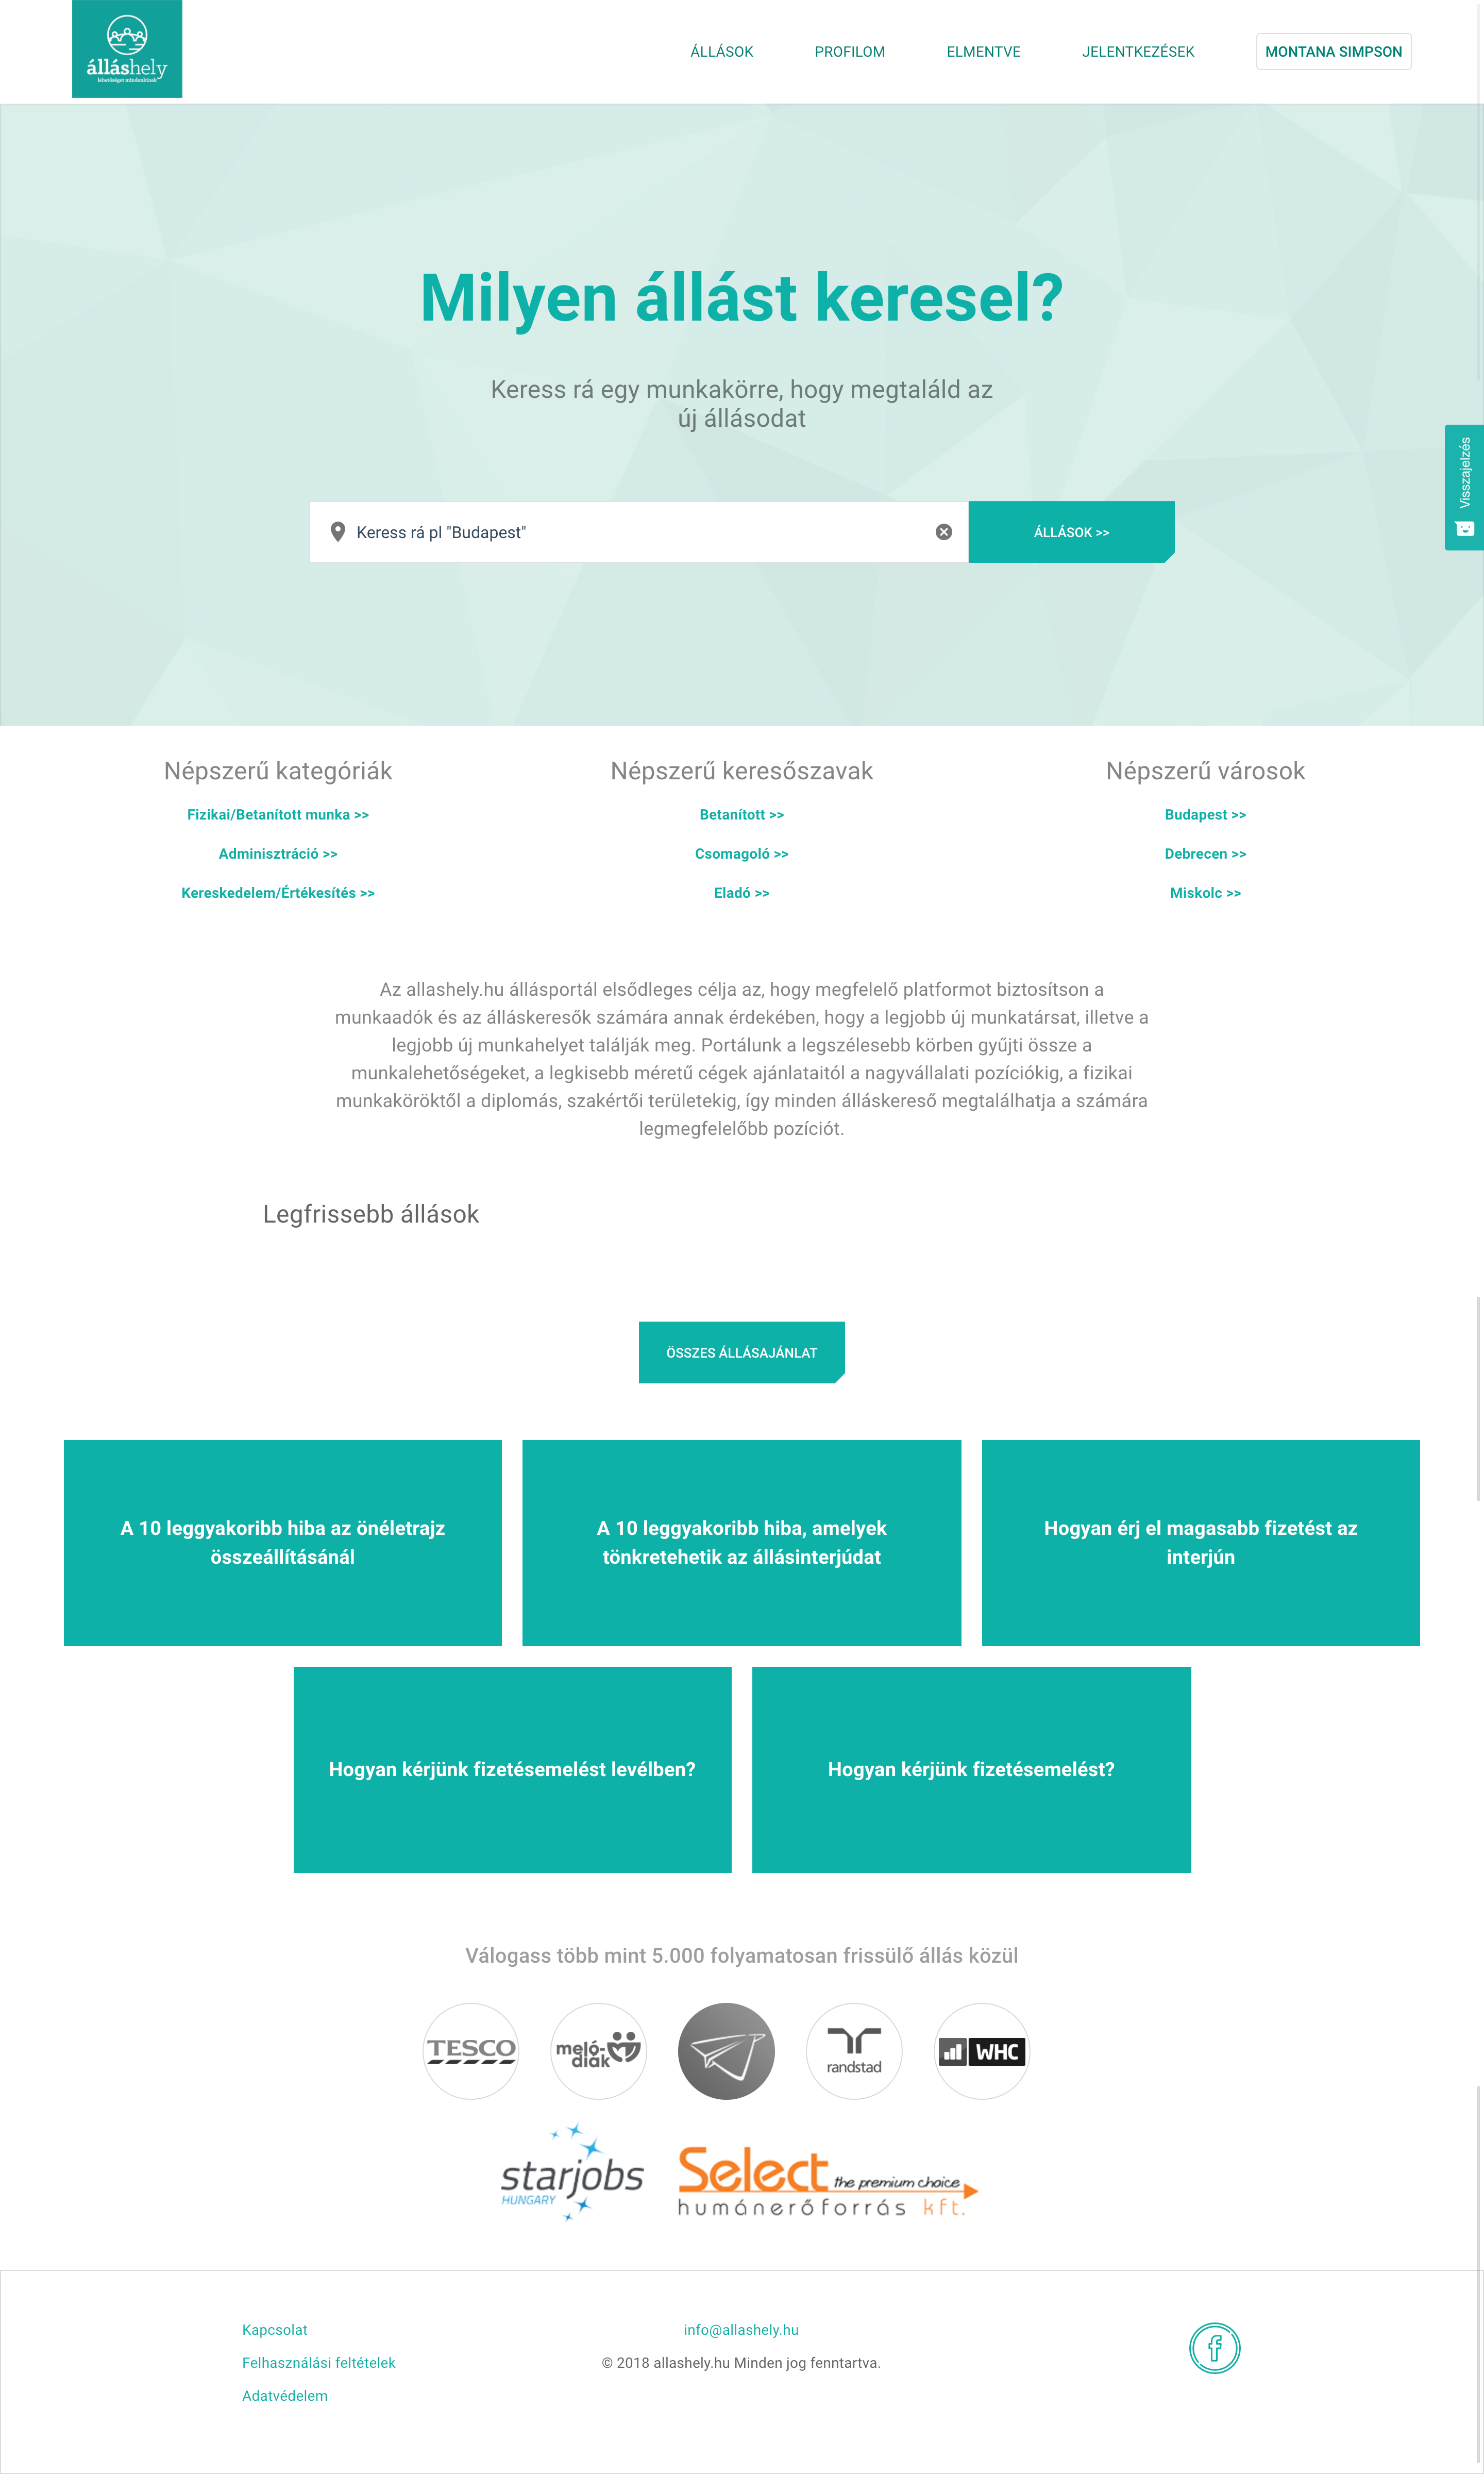 álláshely
lehetőséget mindenkinek
ÁLLÁSOK
PROFILOM
ELMENTVE
JELENTKEZÉSEK
MONTANA SIMPSON
Milyen állást keresel?
Keress rá egy munkakörre, hogy megtaláld az
új állásodat
Keress rá pl "Budapest"
ÁLLÁSOK >>
Visszajelzés
Népszerű kategóriák
Fizikai/Betanított munka >>
Adminisztráció >>
Kereskedelem/Értékesítés >>
Népszerű keresőszavak
Betanított >>
Csomagoló >>
Eladó >>
Népszerű városok
Budapest >>
Debrecen >>
Miskolc >>
Az allashely.hu állásportál elsődleges célja az, hogy megfelelő platformot biztosítson a
munkaadók és az álláskeresők számára annak érdekében, hogy a legjobb új munkatársat, illetve a
legjobb új munkahelyet találják meg. Portálunk a legszélesebb körben gyűjti össze a
munkalehetőségeket, a legkisebb méretű cégek ajánlataitól a nagyvállalati pozíciókig, a fizikai
munkaköröktől a diplomás, szakértői területekig, így minden álláskereső megtalálhatja a számára
legmegfelelőbb pozíciót.
Legfrissebb állások
ÖSSZES ÁLLÁSAJÁNLAT
A 10 leggyakoribb hiba az önéletrajz
összeállításánál
A 10 leggyakoribb hiba, amelyek
tönkretehetik az állásinterjúdat
Hogyan érj el magasabb fizetést az
interjún
Hogyan kérjünk fizetésemelést levélben?
Hogyan kérjünk fizetésemelést?
Válogass több mint 5.000 folyamatosan frissülő állás közül
TESCO
meló-
diák
randstad
WHC
starjobs
HUNGARY
Select
the premium choice
humánerőforrás kft.
Kapcsolat
Felhasználási feltételek
Adatvédelem
info@allashely.hu
© 2018 allashely.hu Minden jog fenntartva.